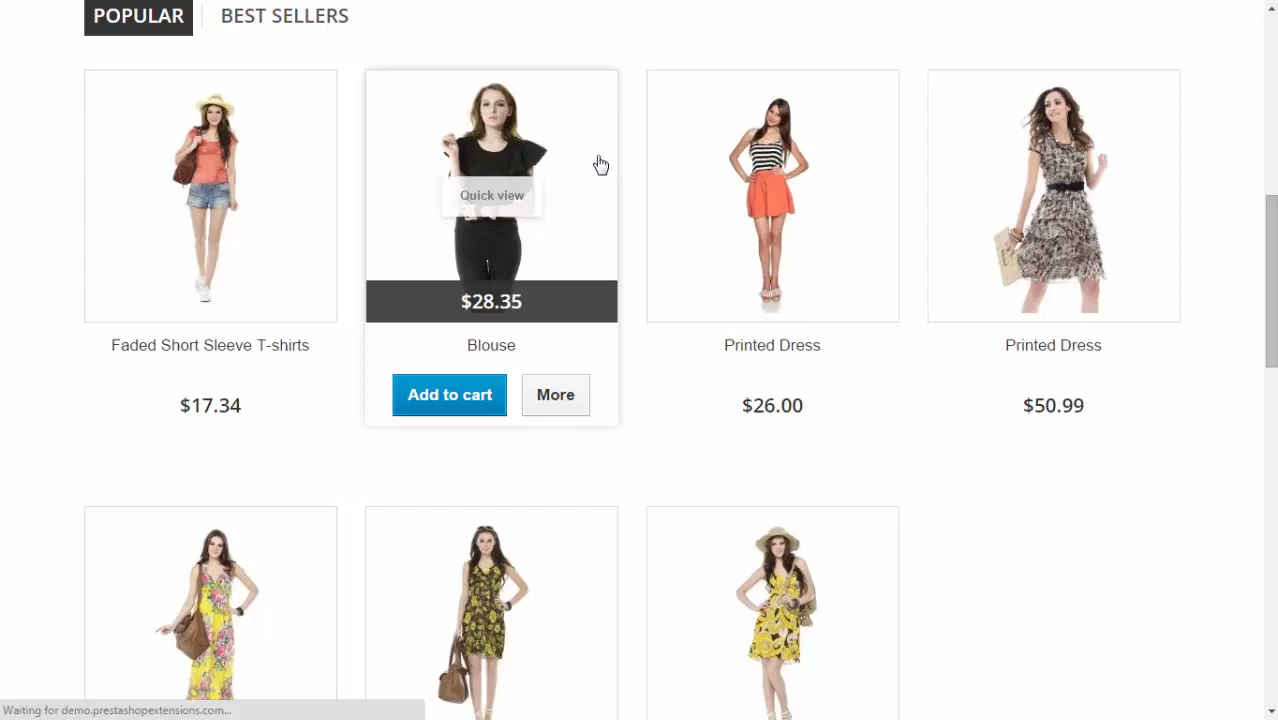 POPULAR
BEST SELLERS
Quick view
$28.35
Faded Short Sleeve T-shirts
Blouse
Printed Dress
Printed Dress
Add to cart
More
$17.34
$26.00
$50.99
Waiting for demo.prestashopextensions.com...